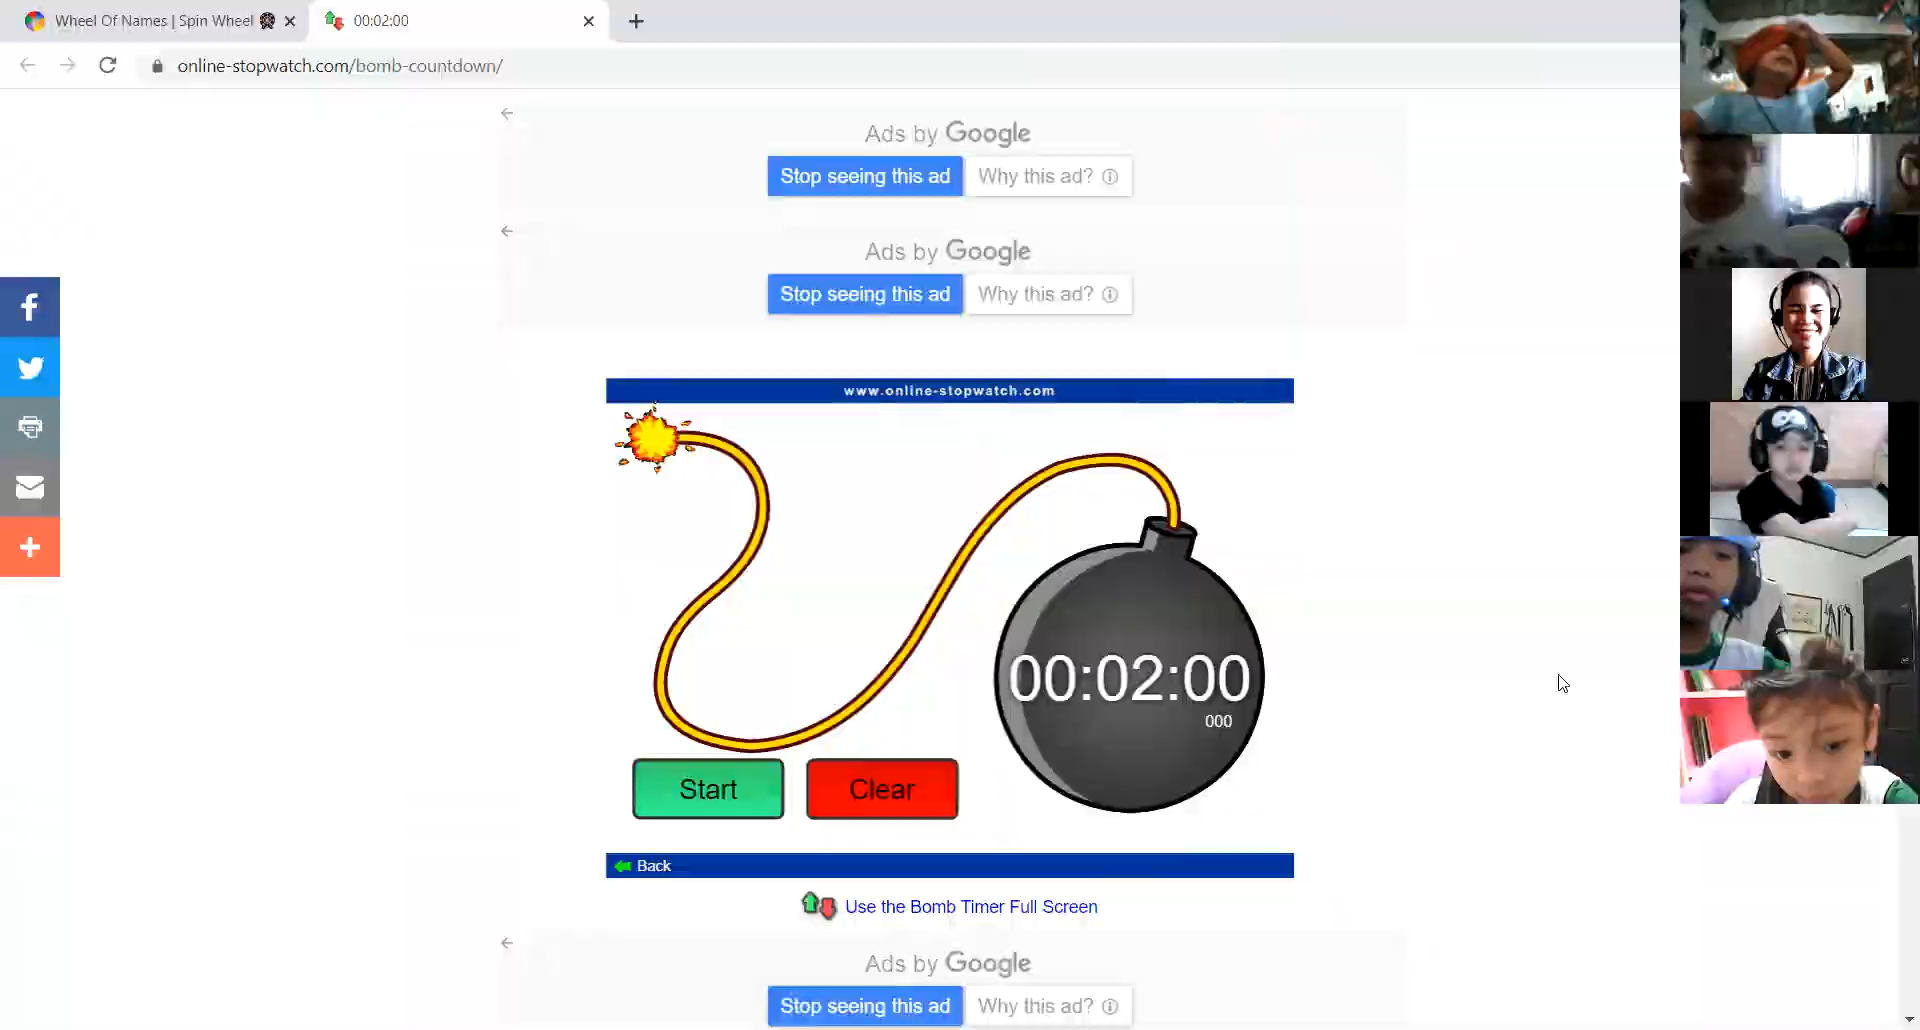 Wheel Of Names | Spin Wheel
00:02:00
online-stopwatch.com/bomb-countdown/
Ads by Google
Stop seeing this ad
Why this ad?
Ads by Google
Stop seeing this ad
Why this ad?
www.online-stopwatch.com
00:02:00
000
Start
Clear
Back
Use the Bomb Timer Full Screen
Ads by Google
Stop seeing this ad
Why this ad?